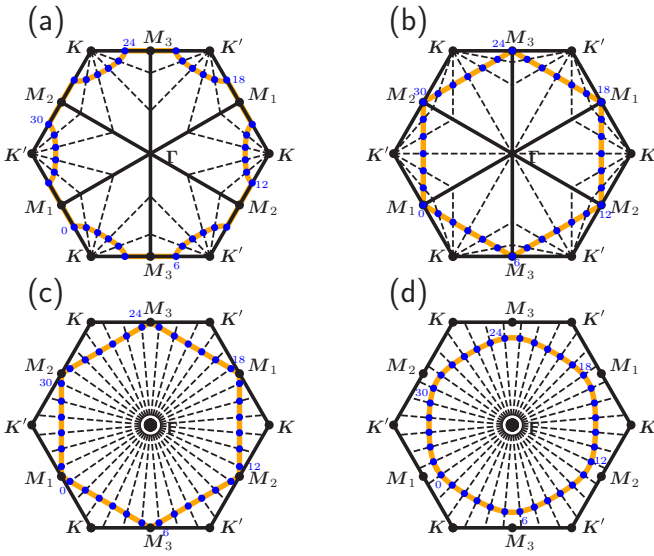 (a)
(b)
K M₃ K′
24
18
M₂ M₁
30
K′ Γ K
12
M₁ M₂
0
6
K M₃ K′
K M₃ K′
24
18
M₂ 30 M₁
K′ Γ K
M₁ 0 12 M₂
6
K M₃ K′
(c)
(d)
K 24 M₃ K′
M₂ 18 M₁
30
K′ Γ K
M₁ 12 M₂
0
6
K M₃ K′
K M₃ K′
24
M₂ 18 M₁
30
K′ Γ K
12
M₁ 0 M₂
6
K M₃ K′